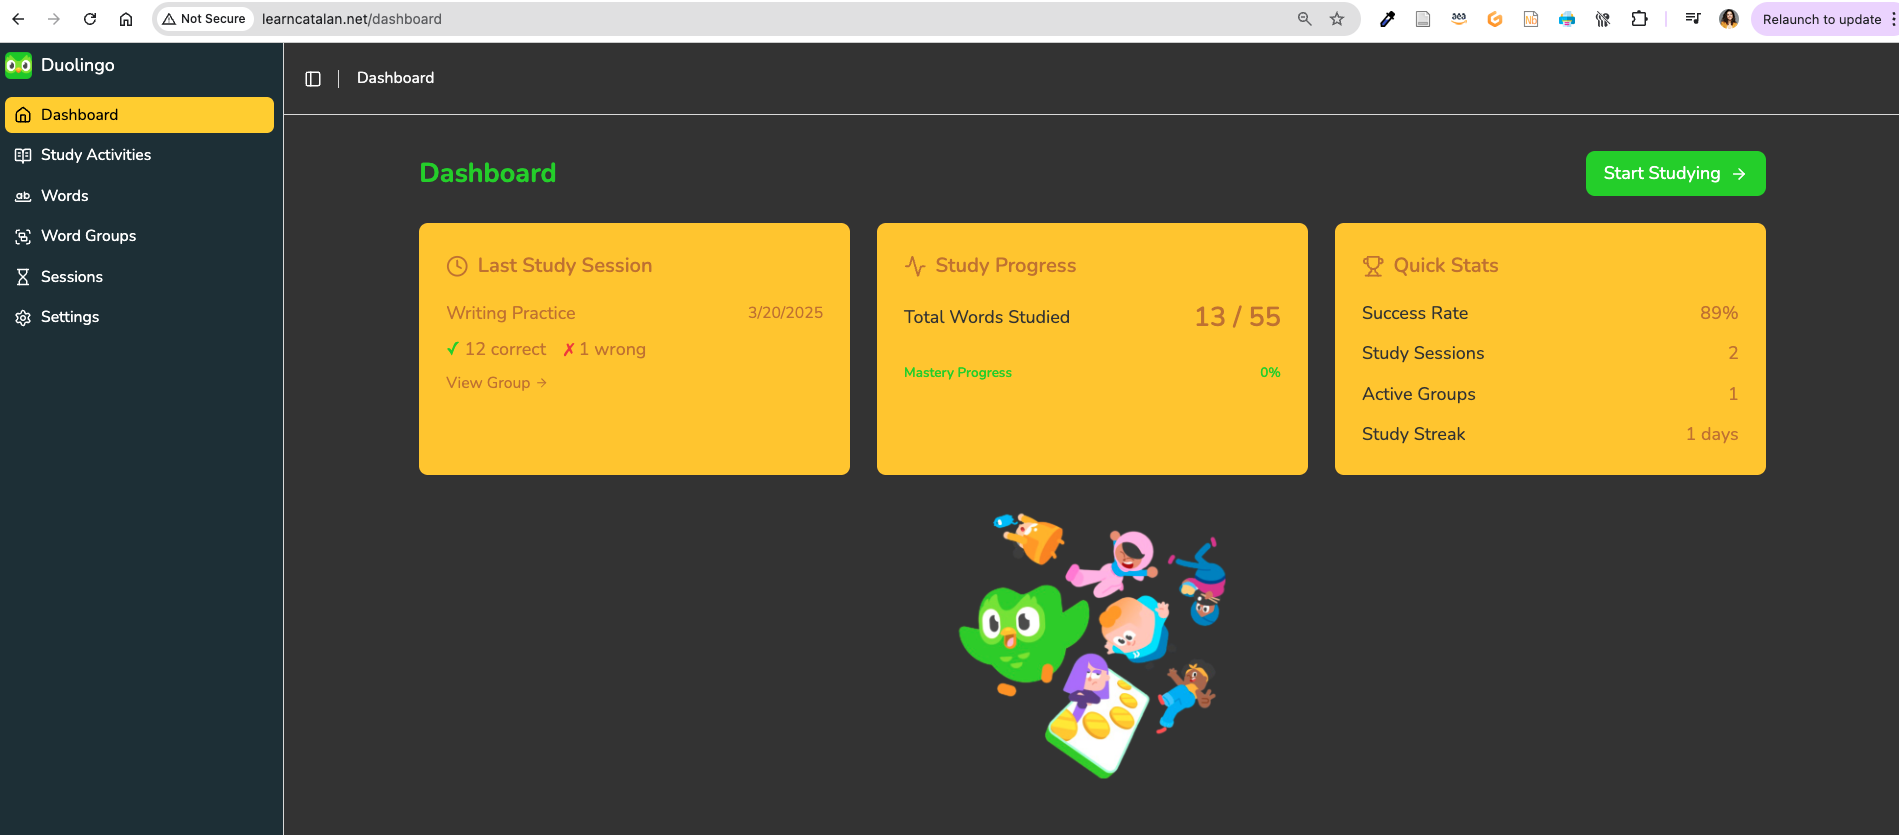 Not Secure learncatalan.net/dashboard Relaunch to update
Duolingo
Dashboard
Study Activities
Words
Word Groups
Sessions
Settings
Dashboard
Dashboard
Start Studying →
Last Study Session
Writing Practice 3/20/2025
✓ 12 correct ✗ 1 wrong
View Group →
Study Progress
Total Words Studied 13 / 55
Mastery Progress 0%
Quick Stats
Success Rate 89%
Study Sessions 2
Active Groups 1
Study Streak 1 days